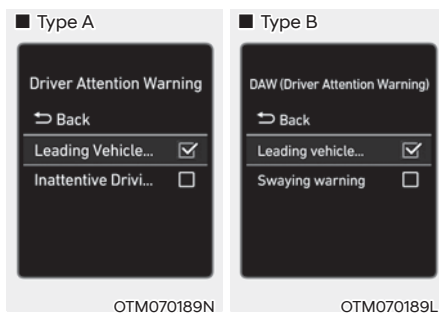 ■ Type A
Driver Attention Warning
Back
Leading Vehicle...
Inattentive Drivi...
OTM070189N
■ Type B
DAW (Driver Attention Warning)
Back
Leading vehicle...
Swaying warning
OTM070189L